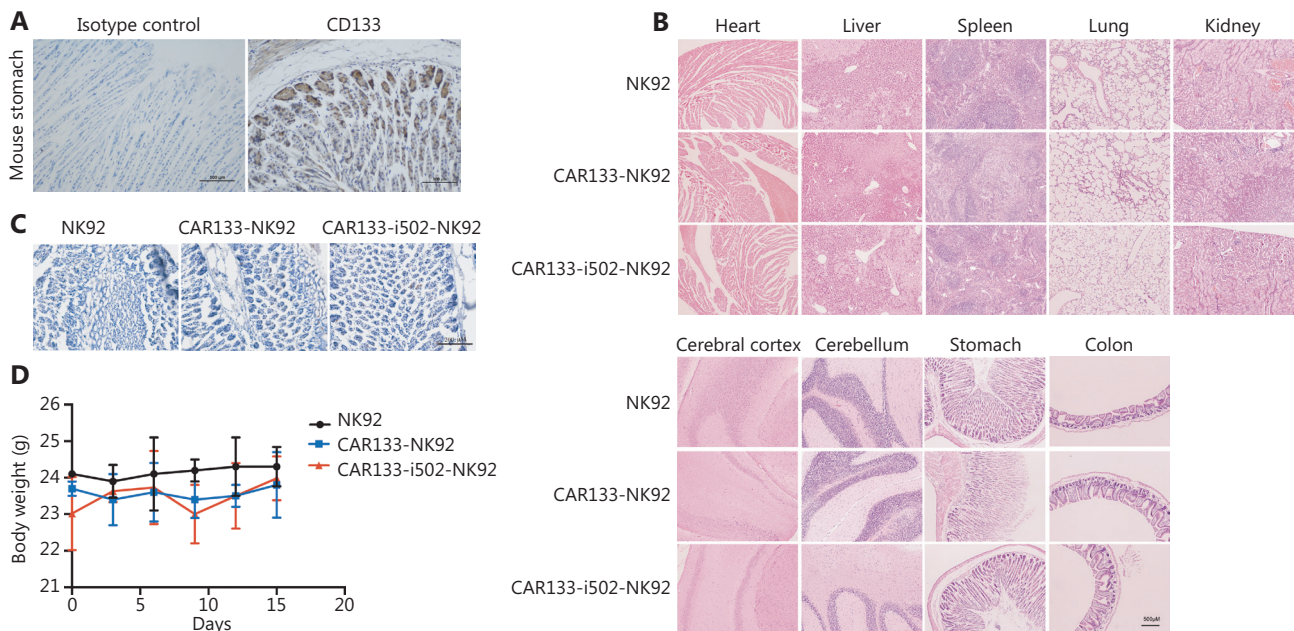 A
Isotype control CD133
Mouse stomach
B
Heart Liver Spleen Lung Kidney
NK92
CAR133-NK92
CAR133-i502-NK92
C
NK92 CAR133-NK92 CAR133-i502-NK92
D
26
25
24
23
22
21
Body weight (g)
0 5 10 15 20
Days
NK92
CAR133-NK92
CAR133-i502-NK92
Cerebral cortex Cerebellum Stomach Colon
NK92
CAR133-NK92
CAR133-i502-NK92
500μM